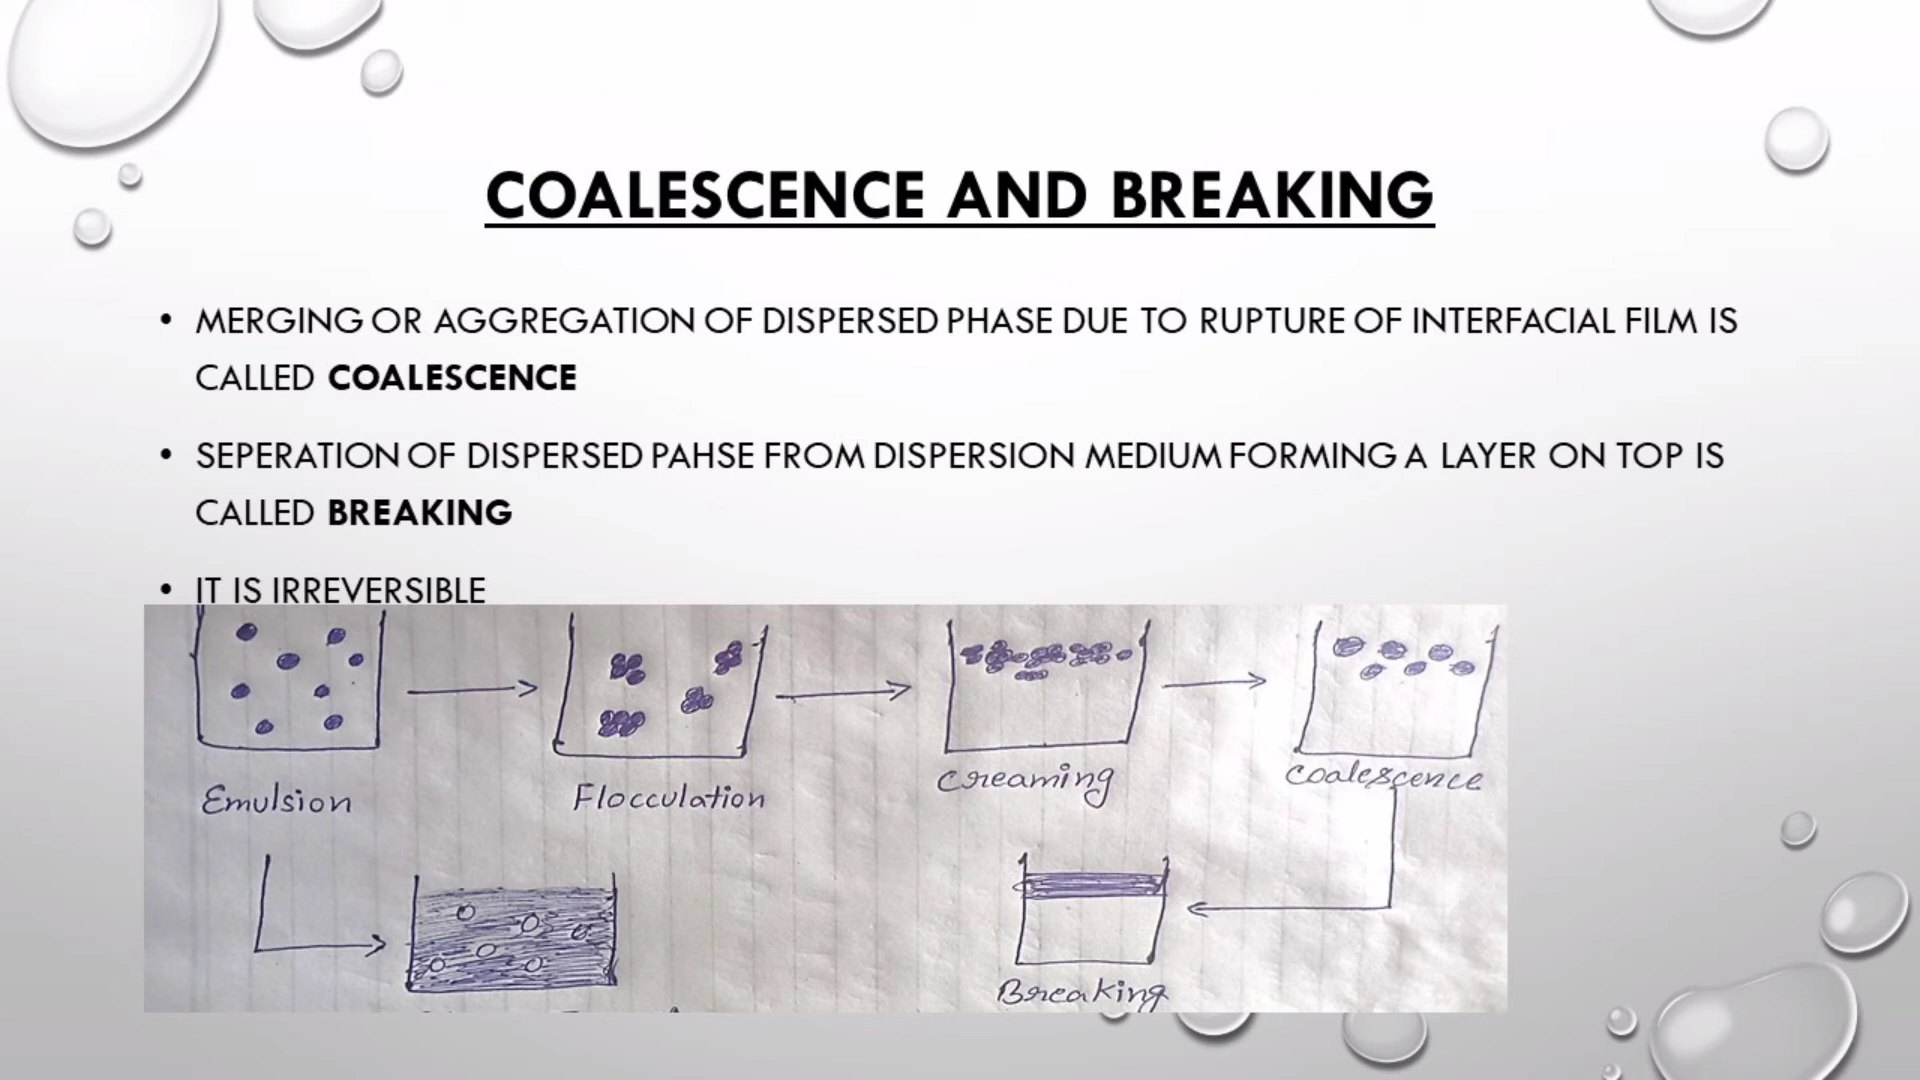 COALESCENCE AND BREAKING
• MERGING OR AGGREGATION OF DISPERSED PHASE DUE TO RUPTURE OF INTERFACIAL FILM IS
CALLED COALESCENCE
• SEPERATION OF DISPERSED PAHSE FROM DISPERSION MEDIUM FORMING A LAYER ON TOP IS
CALLED BREAKING
• IT IS IRREVERSIBLE
Emulsion
Flocculation
Creaming
Coalescence
Breaking